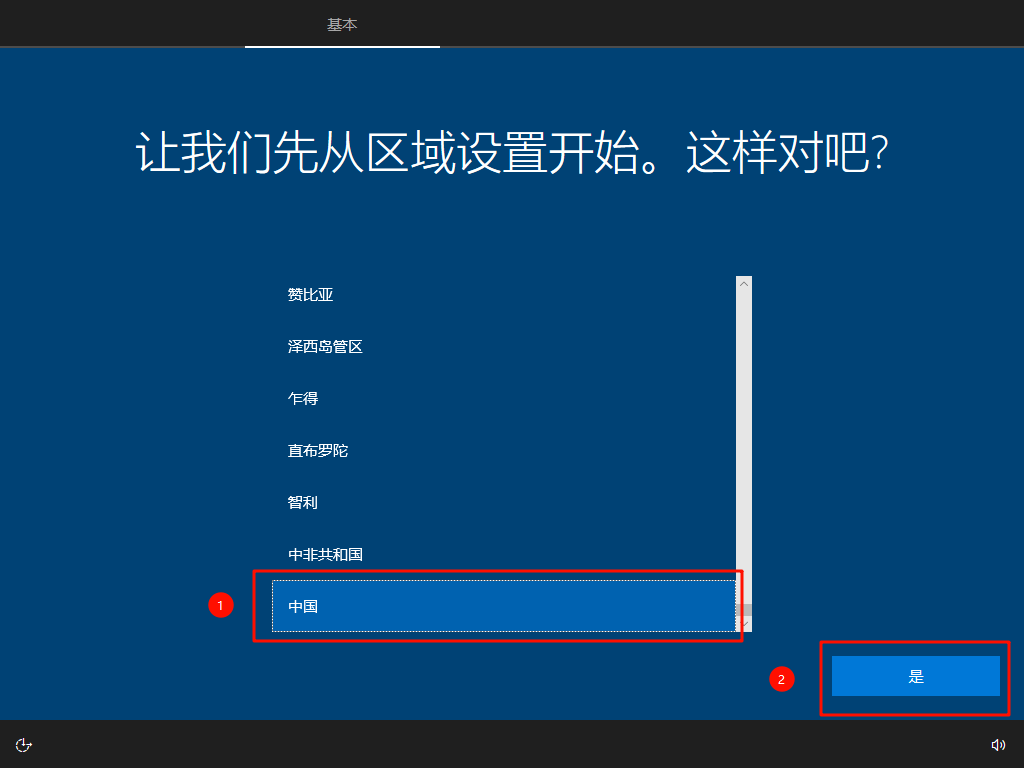 基本
让我们先从区域设置开始。这样对吧?
赞比亚
泽西岛管区
乍得
直布罗陀
智利
中非共和国
中国
1
是
2